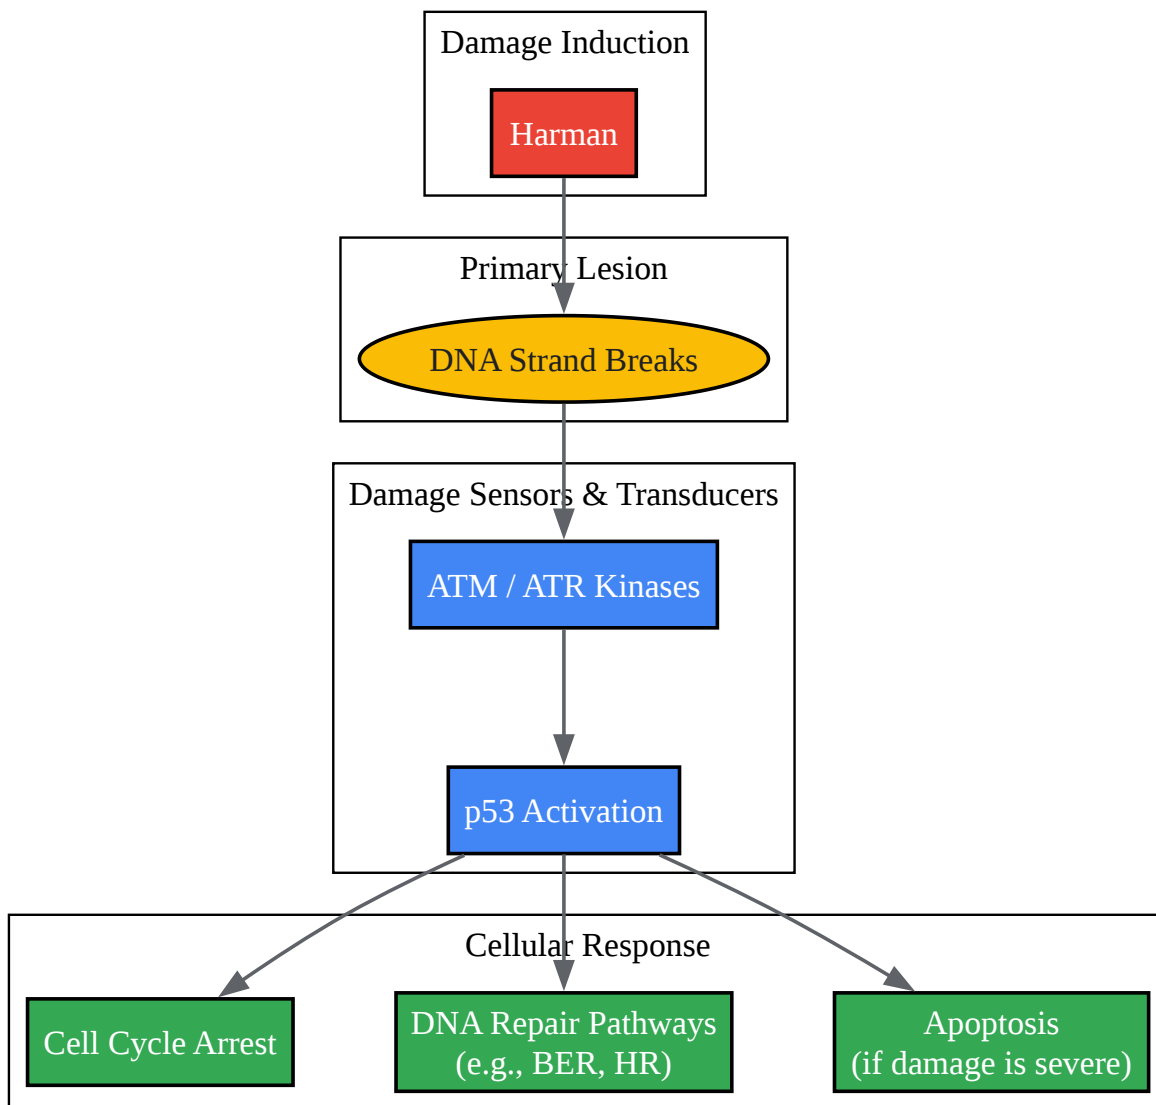 Damage Induction
Harman
Primary Lesion
DNA Strand Breaks
Damage Sensors & Transducers
ATM / ATR Kinases
p53 Activation
Cellular Response
Cell Cycle Arrest
DNA Repair Pathways
(e.g., BER, HR)
Apoptosis
(if damage is severe)